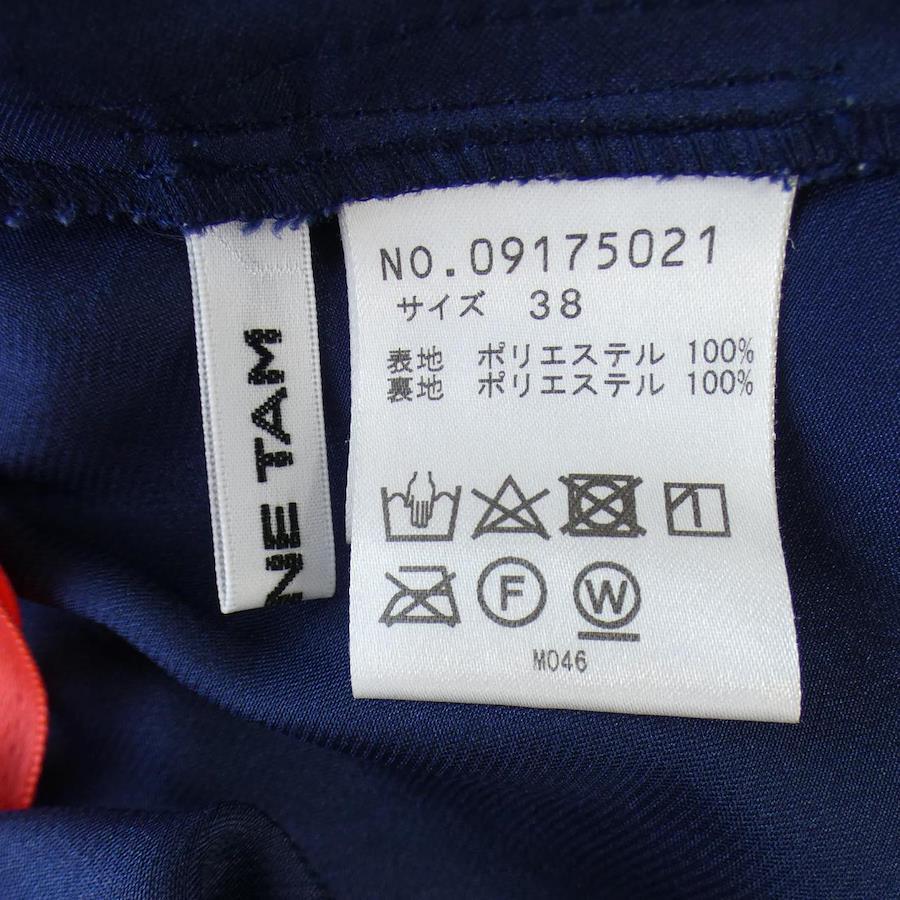 NE TAM
NO.09175021
サイズ 38
表地 ポリエステル 100%
裏地 ポリエステル 100%
1
F
W
M046